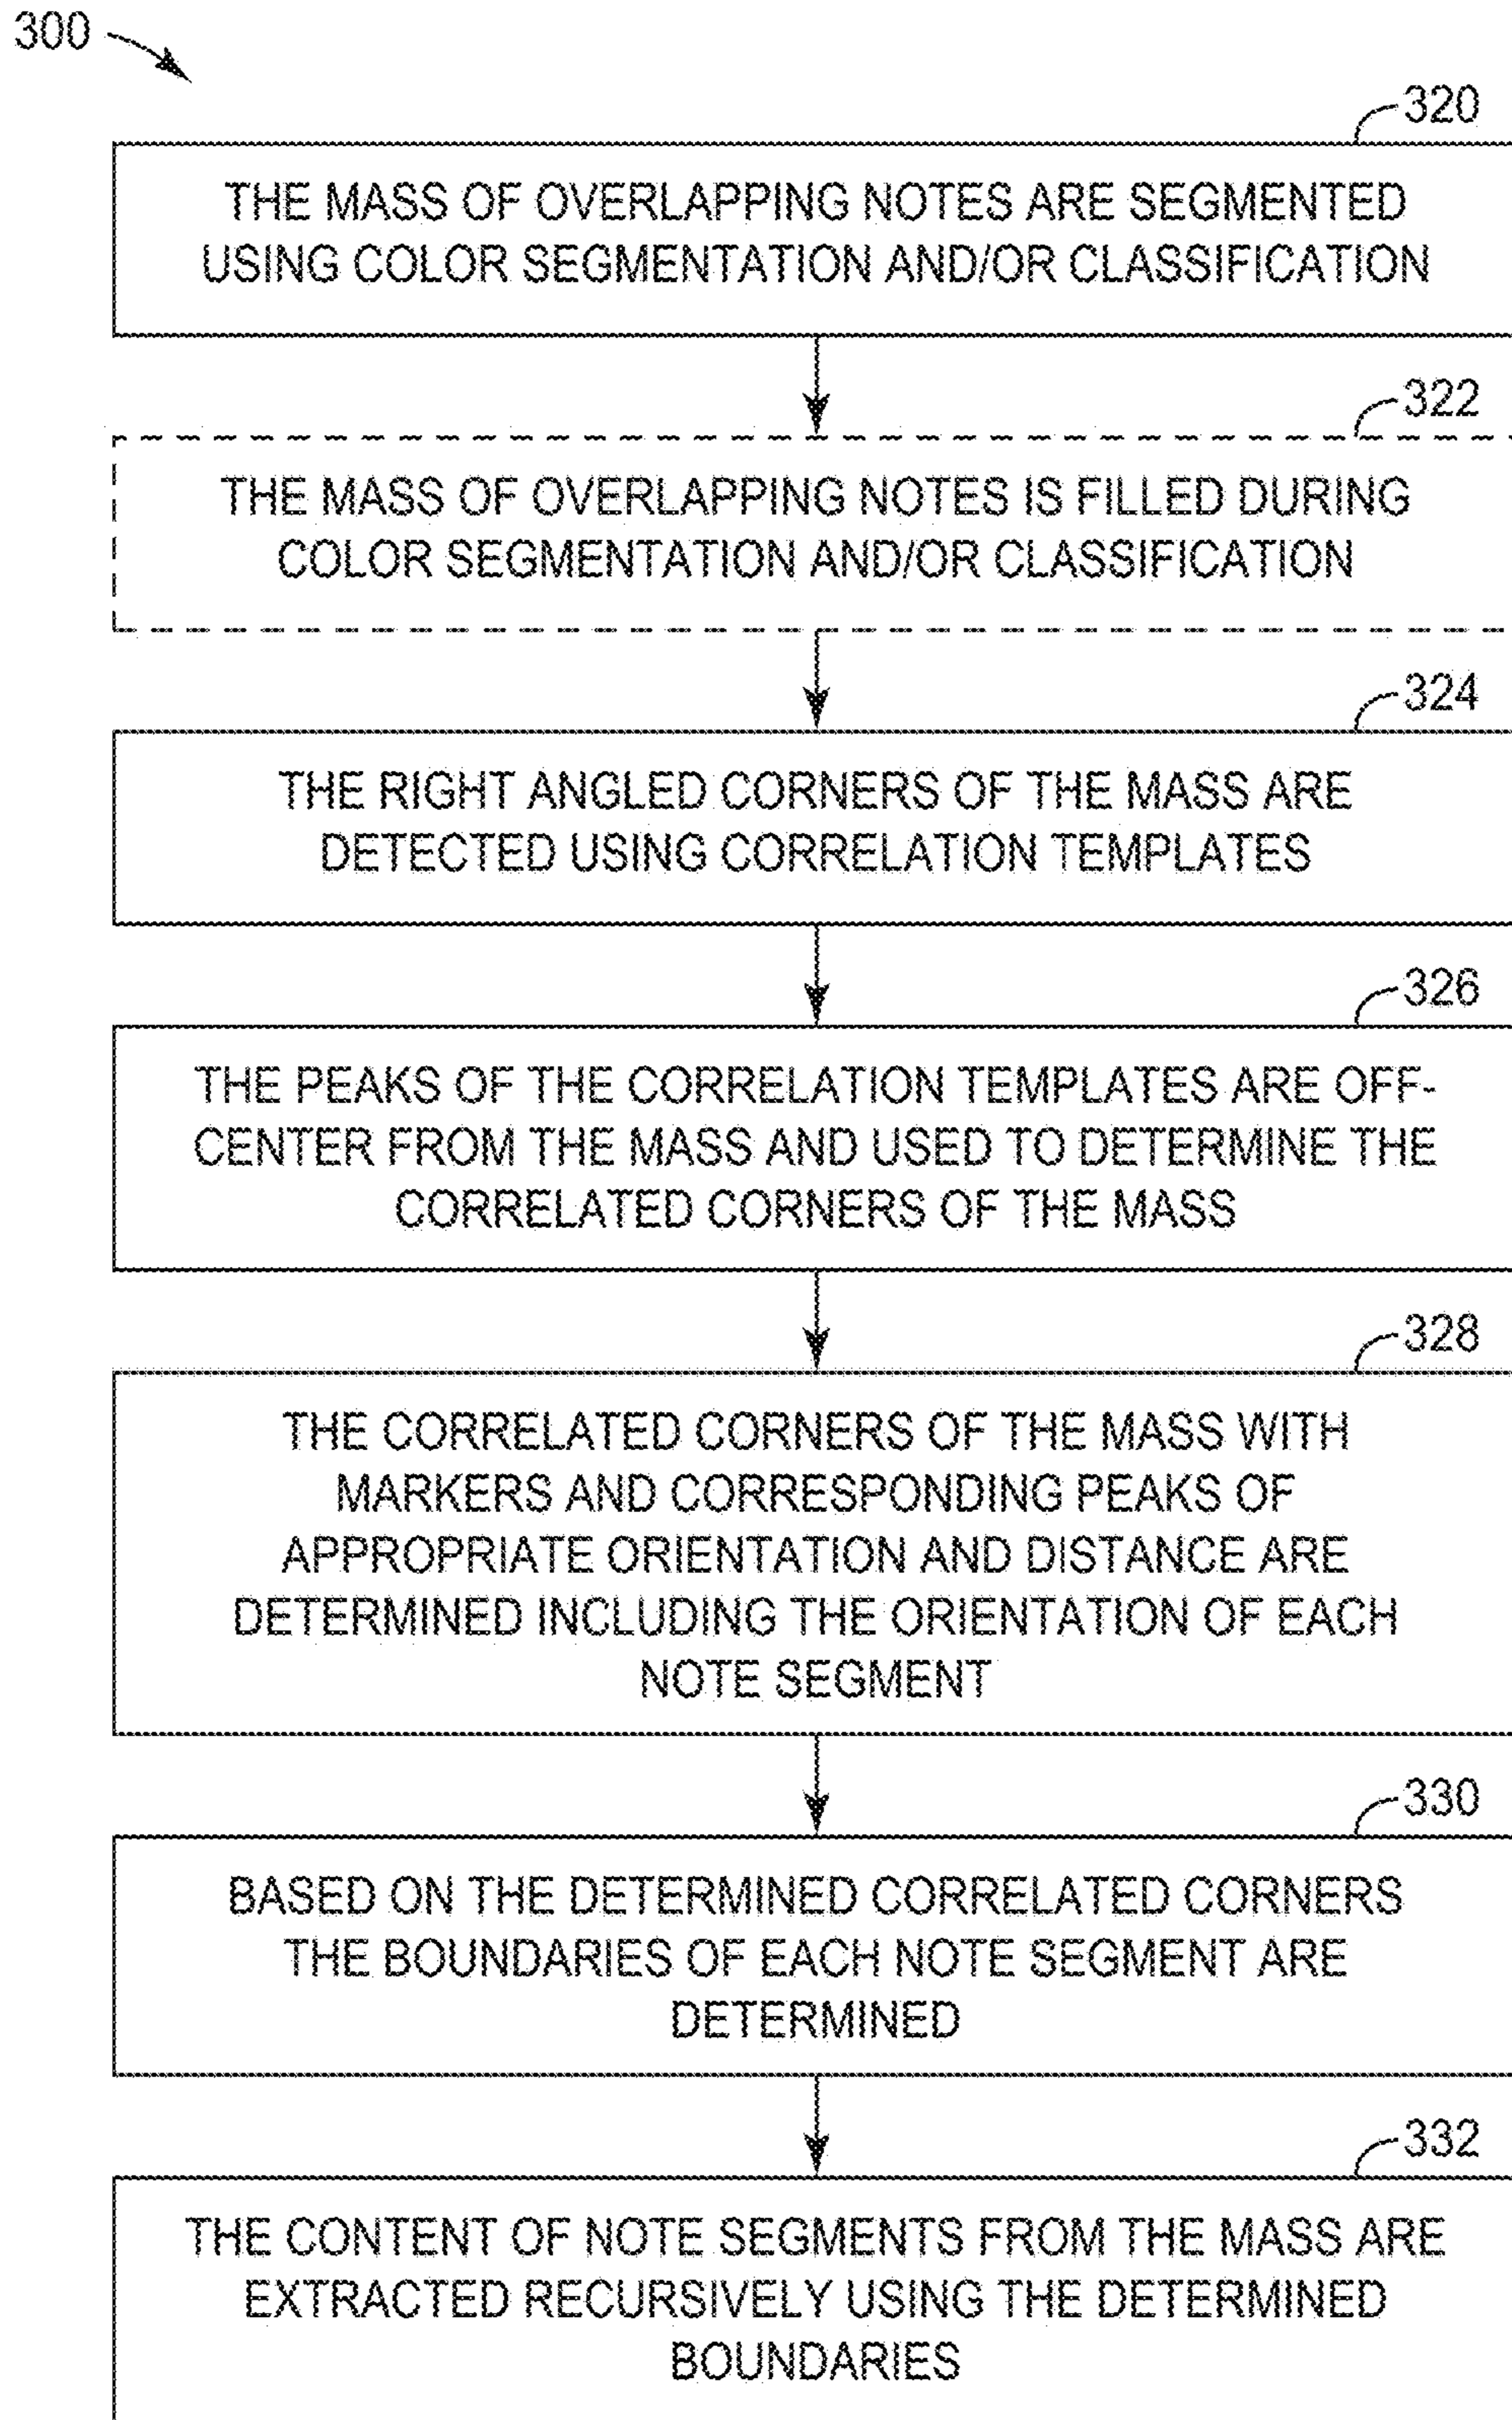 300
320
THE MASS OF OVERLAPPING NOTES ARE SEGMENTED
USING COLOR SEGMENTATION AND/OR CLASSIFICATION
322
THE MASS OF OVERLAPPING NOTES IS FILLED DURING
COLOR SEGMENTATION AND/OR CLASSIFICATION
324
THE RIGHT ANGLED CORNERS OF THE MASS ARE
DETECTED USING CORRELATION TEMPLATES
326
THE PEAKS OF THE CORRELATION TEMPLATES ARE OFF-
CENTER FROM THE MASS AND USED TO DETERMINE THE
CORRELATED CORNERS OF THE MASS
328
THE CORRELATED CORNERS OF THE MASS WITH
MARKERS AND CORRESPONDING PEAKS OF
APPROPRIATE ORIENTATION AND DISTANCE ARE
DETERMINED INCLUDING THE ORIENTATION OF EACH
NOTE SEGMENT
330
BASED ON THE DETERMINED CORRELATED CORNERS
THE BOUNDARIES OF EACH NOTE SEGMENT ARE
DETERMINED
332
THE CONTENT OF NOTE SEGMENTS FROM THE MASS ARE
EXTRACTED RECURSIVELY USING THE DETERMINED
BOUNDARIES